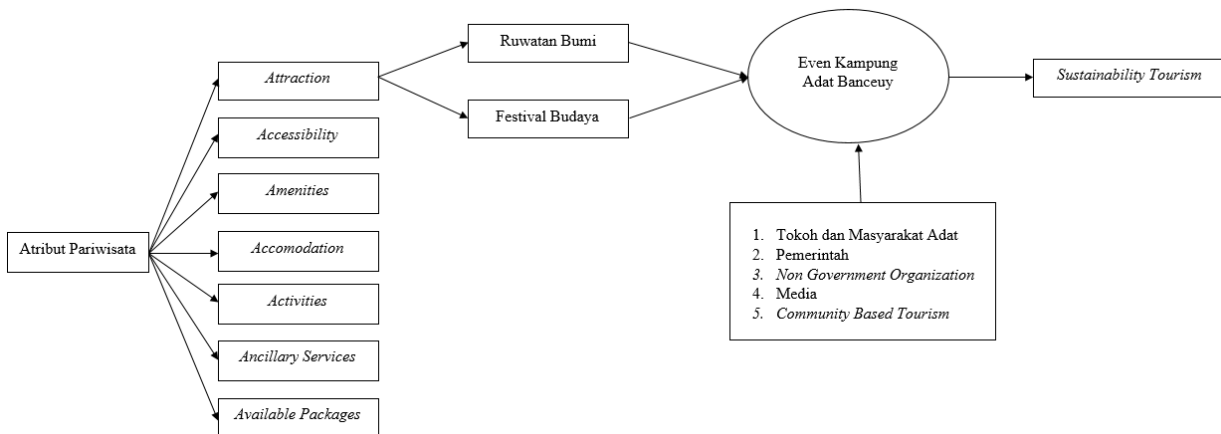 Atribut Pariwisata
Attraction
Accessibility
Amenities
Accomodation
Activities
Ancillary Services
Available Packages
Ruwatan Bumi
Festival Budaya
Even Kampung
Adat Banceuy
1. Tokoh dan Masyarakat Adat
2. Pemerintah
3. Non Government Organization
4. Media
5. Community Based Tourism
Sustainability Tourism